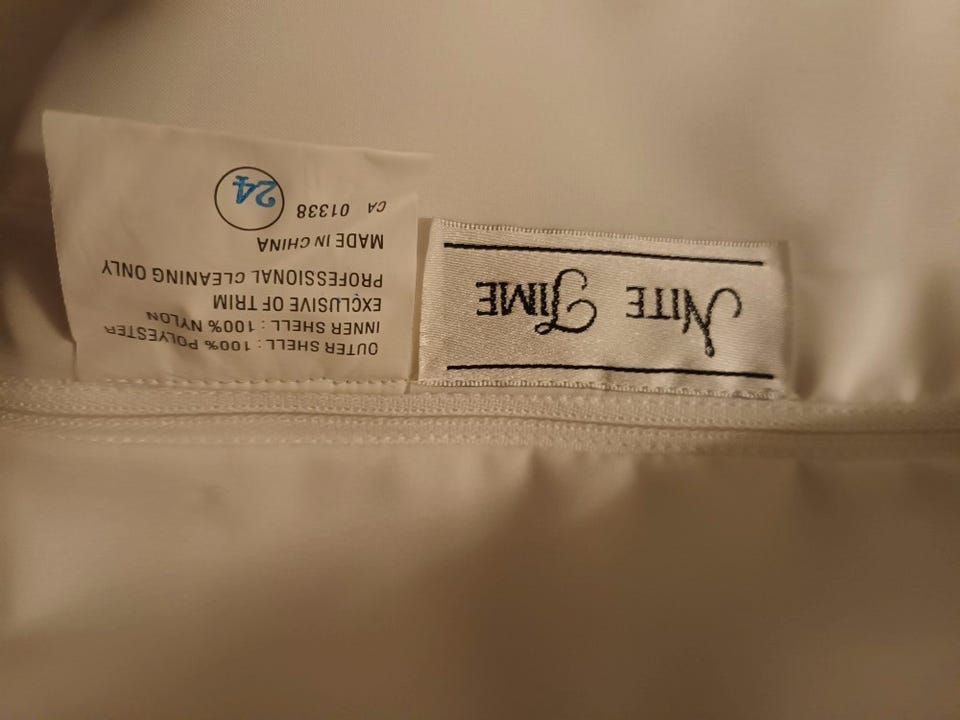 OUTER SHELL : 100% POLYESTER
INNER SHELL : 100% NYLON
EXCLUSIVE OF TRIM
PROFESSIONAL CLEANING ONLY
MADE IN CHINA
CA 01338 24
NITE TIME